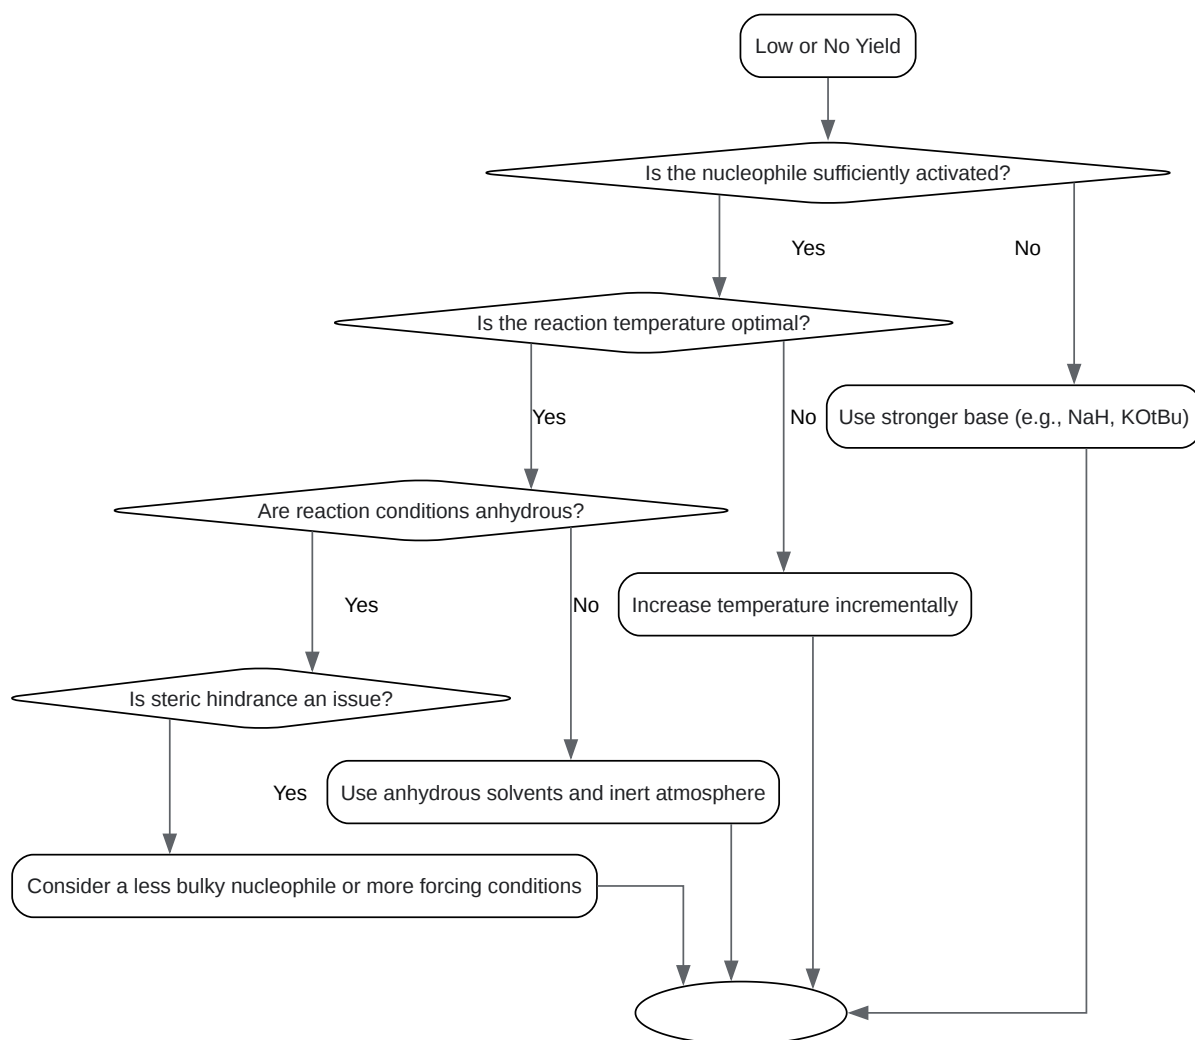 Low or No Yield
Is the nucleophile sufficiently activated?
Yes
No
Is the reaction temperature optimal?
Yes
No
Use stronger base (e.g., NaH, KOtBu)
Are reaction conditions anhydrous?
Yes
No
Increase temperature incrementally
Is steric hindrance an issue?
Yes
Use anhydrous solvents and inert atmosphere
Consider a less bulky nucleophile or more forcing conditions